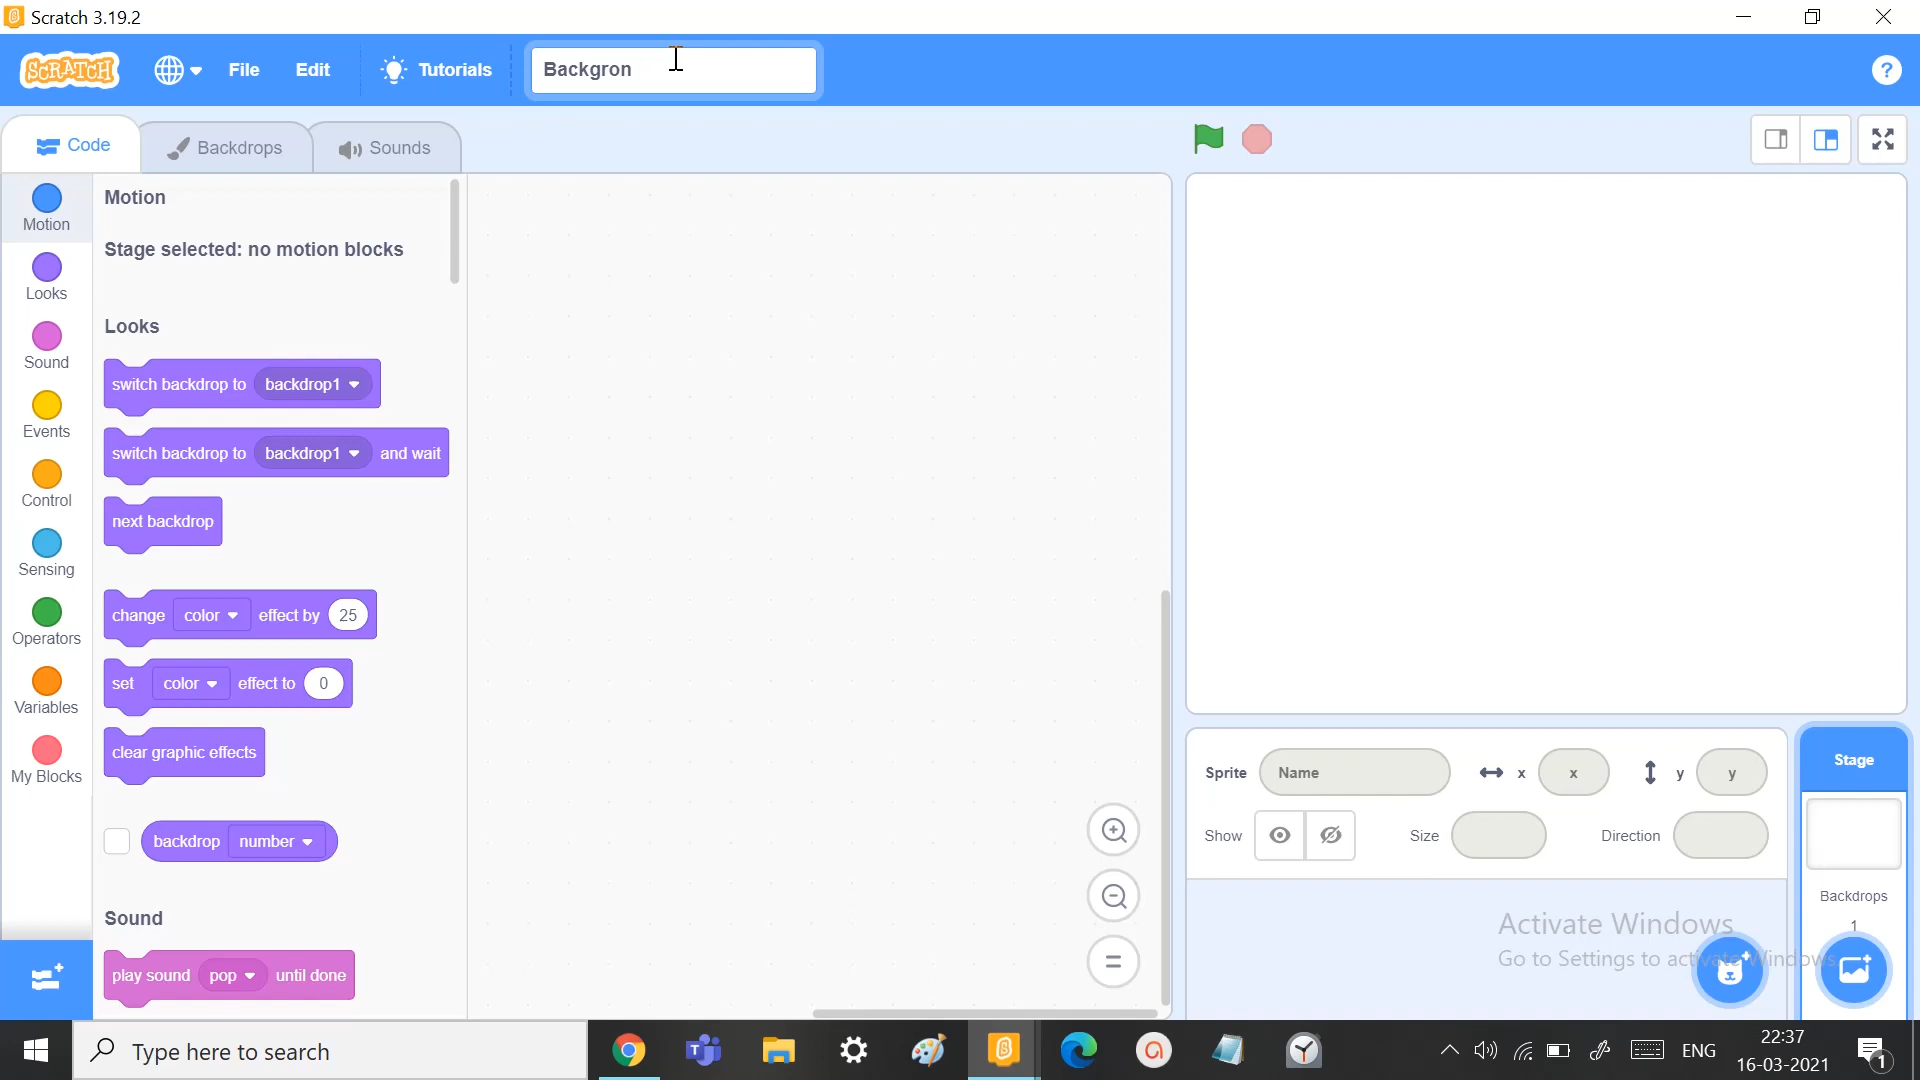 Scratch 3.19.2
SCRATCH
File
Edit
Tutorials
Backgron
?
Code
Backdrops
Sounds
Motion
Looks
Sound
Events
Control
Sensing
Operators
Variables
My Blocks
Motion
Stage selected: no motion blocks
Looks
switch backdrop to backdrop1
switch backdrop to backdrop1 and wait
next backdrop
change color effect by 25
set color effect to 0
clear graphic effects
backdrop number
Sound
play sound pop until done
Sprite Name x x y y
Show Size Direction
Stage
Backdrops
1
Activate Windows
Go to Settings to activate Windows.
Type here to search
ENG
22:37
16-03-2021
1